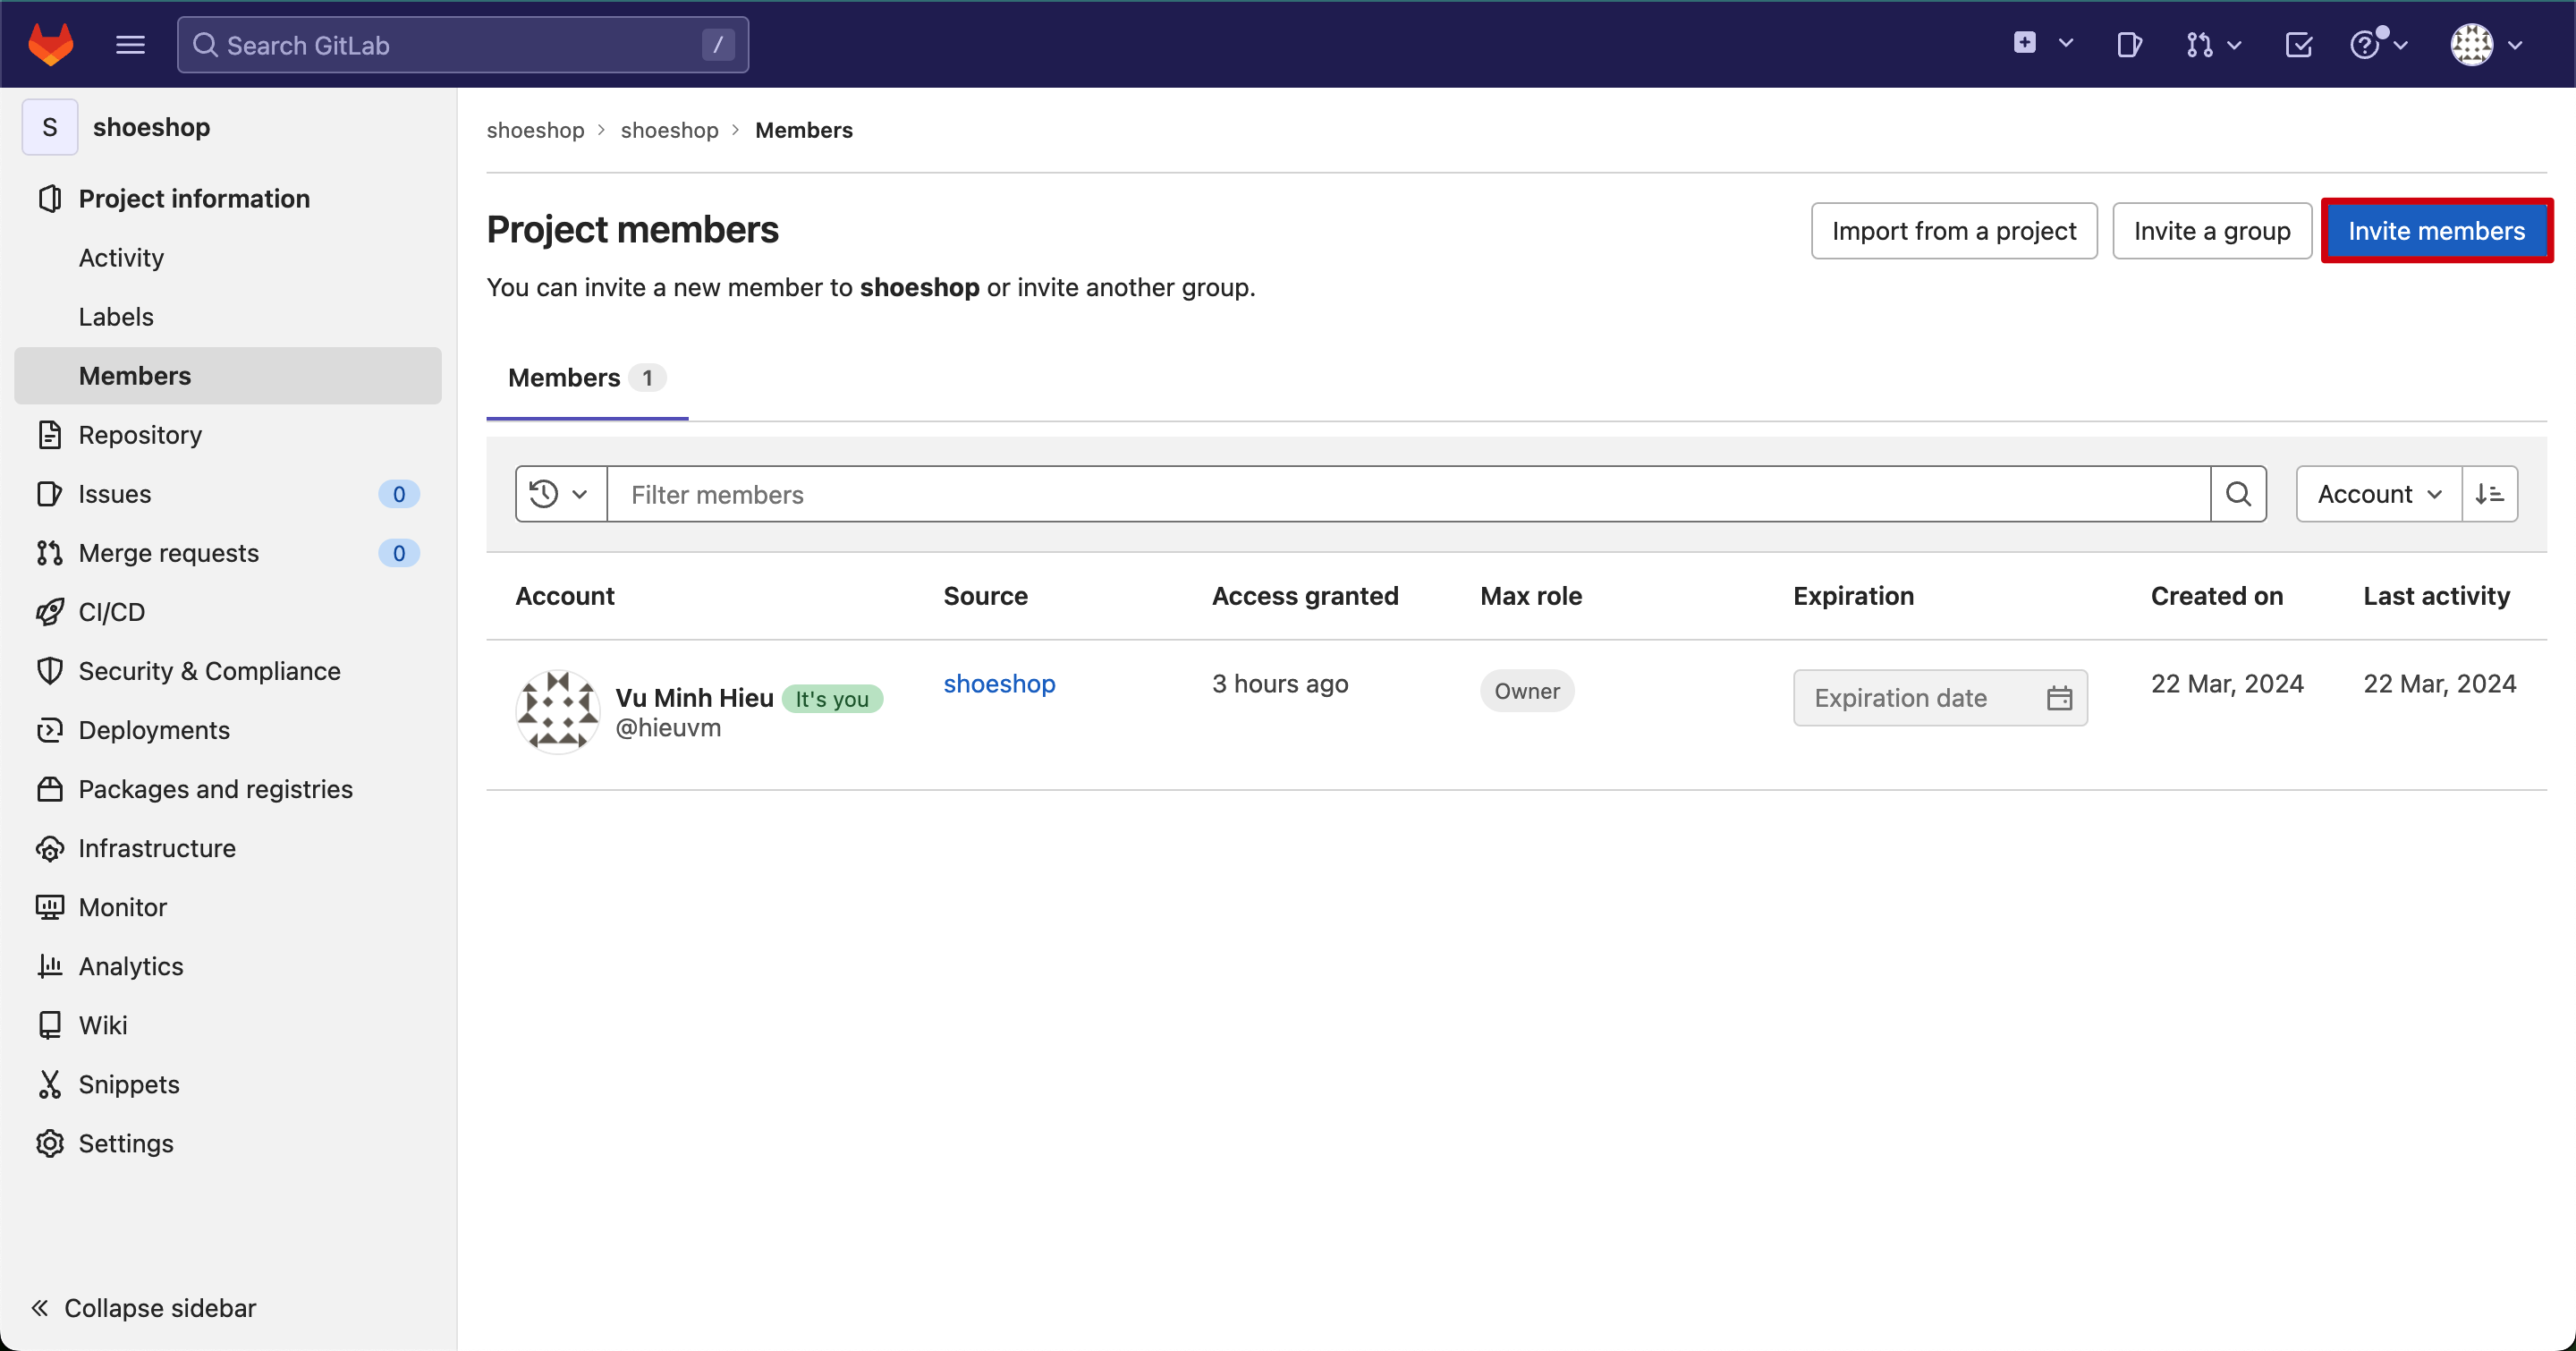 Search GitLab /
S shoeshop
Project information
Activity
Labels
Members
Repository
Issues 0
Merge requests 0
CI/CD
Security & Compliance
Deployments
Packages and registries
Infrastructure
Monitor
Analytics
Wiki
Snippets
Settings
Collapse sidebar
shoeshop > shoeshop > Members
Project members
Import from a project
Invite a group
Invite members
You can invite a new member to shoeshop or invite another group.
Members 1
Filter members
Account
Account Source Access granted Max role Expiration Created on Last activity
Vu Minh Hieu It's you
@hieuvm
shoeshop 3 hours ago Owner Expiration date 22 Mar, 2024 22 Mar, 2024